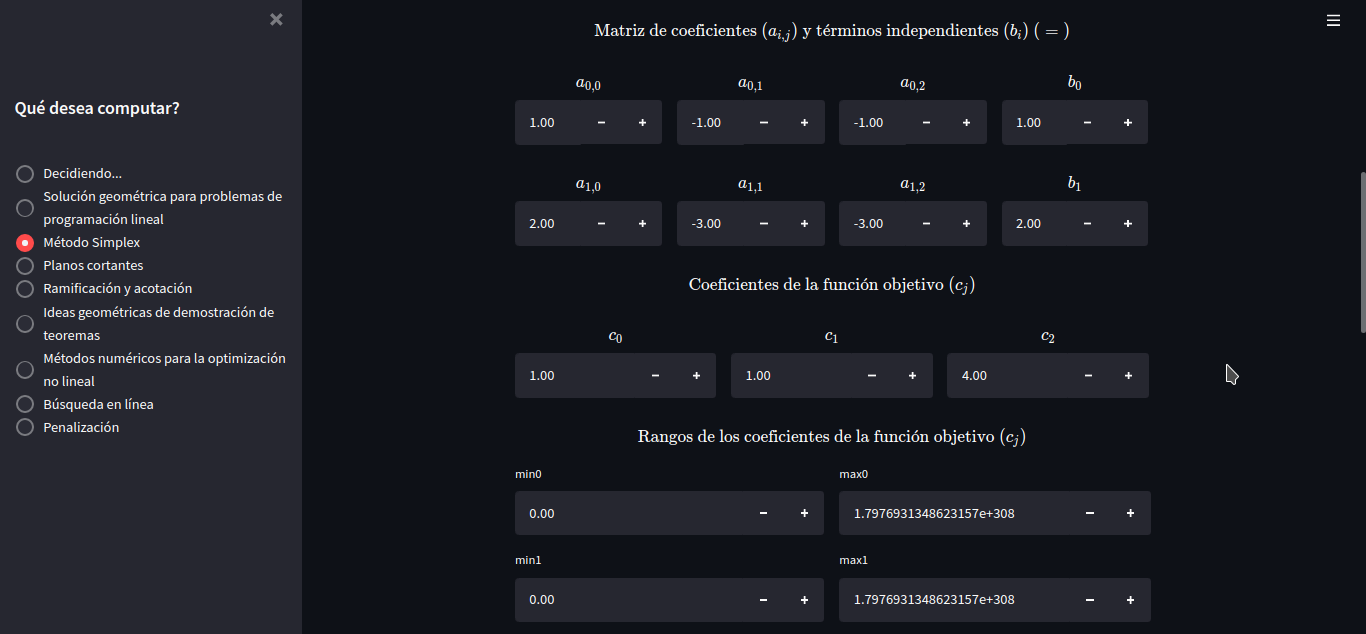 ×
Qué desea computar?
Decidiendo...
Solución geométrica para problemas de
programación lineal
Método Simplex
Planos cortantes
Ramificación y acotación
Ideas geométricas de demostración de
teoremas
Métodos numéricos para la optimización
no lineal
Búsqueda en línea
Penalización
Matriz de coeficientes (a_{i,j}) y términos independientes (b_i) ( = )
a_{0,0} a_{0,1} a_{0,2} b_0
1.00 − + -1.00 − + -1.00 − + 1.00 − +
a_{1,0} a_{1,1} a_{1,2} b_1
2.00 − + -3.00 − + -3.00 − + 2.00 − +
Coeficientes de la función objetivo (c_j)
c_0 c_1 c_2
1.00 − + 1.00 − + 4.00 − +
Rangos de los coeficientes de la función objetivo (c_j)
min0 max0
0.00 − + 1.7976931348623157e+308 − +
min1 max1
0.00 − + 1.7976931348623157e+308 − +